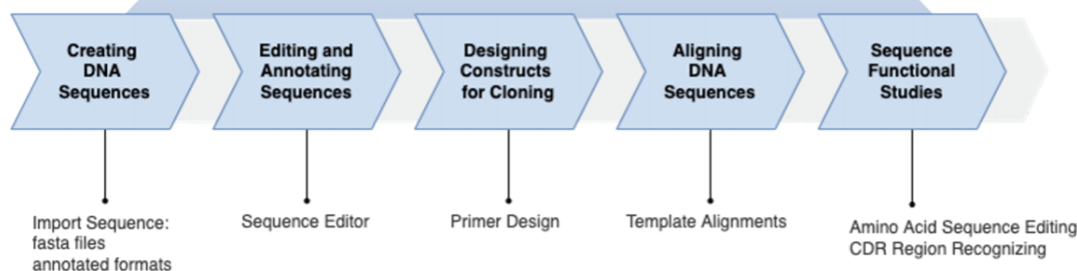 Creating
DNA
Sequences
Editing and
Annotating
Sequences
Designing
Constructs
for Cloning
Aligning
DNA
Sequences
Sequence
Functional
Studies
Import Sequence:
fasta files
annotated formats
Sequence Editor
Primer Design
Template Alignments
Amino Acid Sequence Editing
CDR Region Recognizing